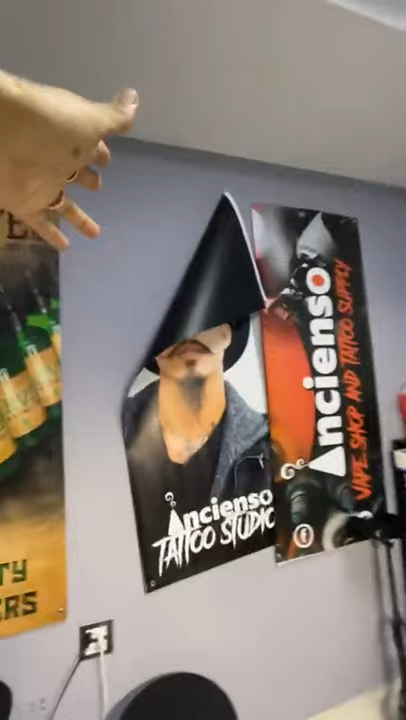 TY
ERS
Ancienso
TATTOO STUDIO
Ancienso
VAPE SHOP AND TATTOO SUPPLY
f